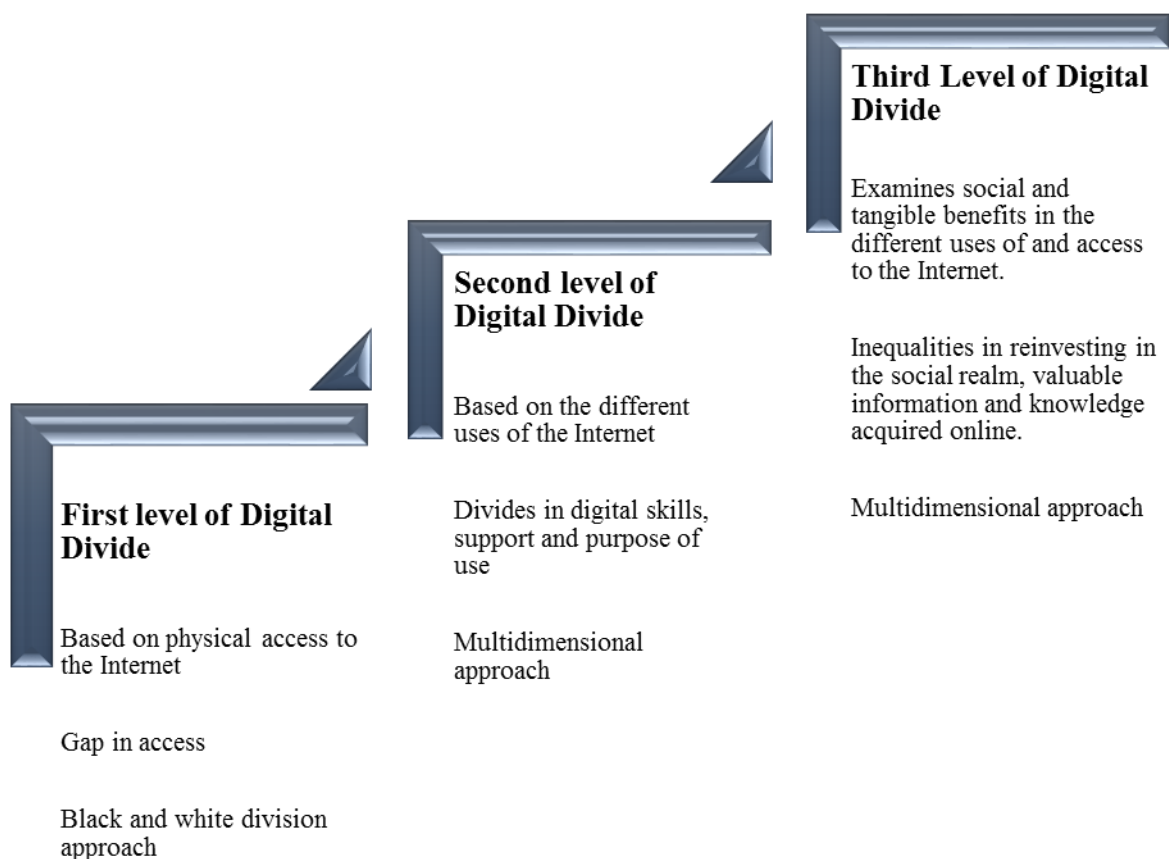 First level of Digital
Divide
Based on physical access to
the Internet
Gap in access
Black and white division
approach
Second level of
Digital Divide
Based on the different
uses of the Internet
Divides in digital skills,
support and purpose of
use
Multidimensional
approach
Third Level of Digital
Divide
Examines social and
tangible benefits in the
different uses of and access
to the Internet.
Inequalities in reinvesting in
the social realm, valuable
information and knowledge
acquired online.
Multidimensional approach